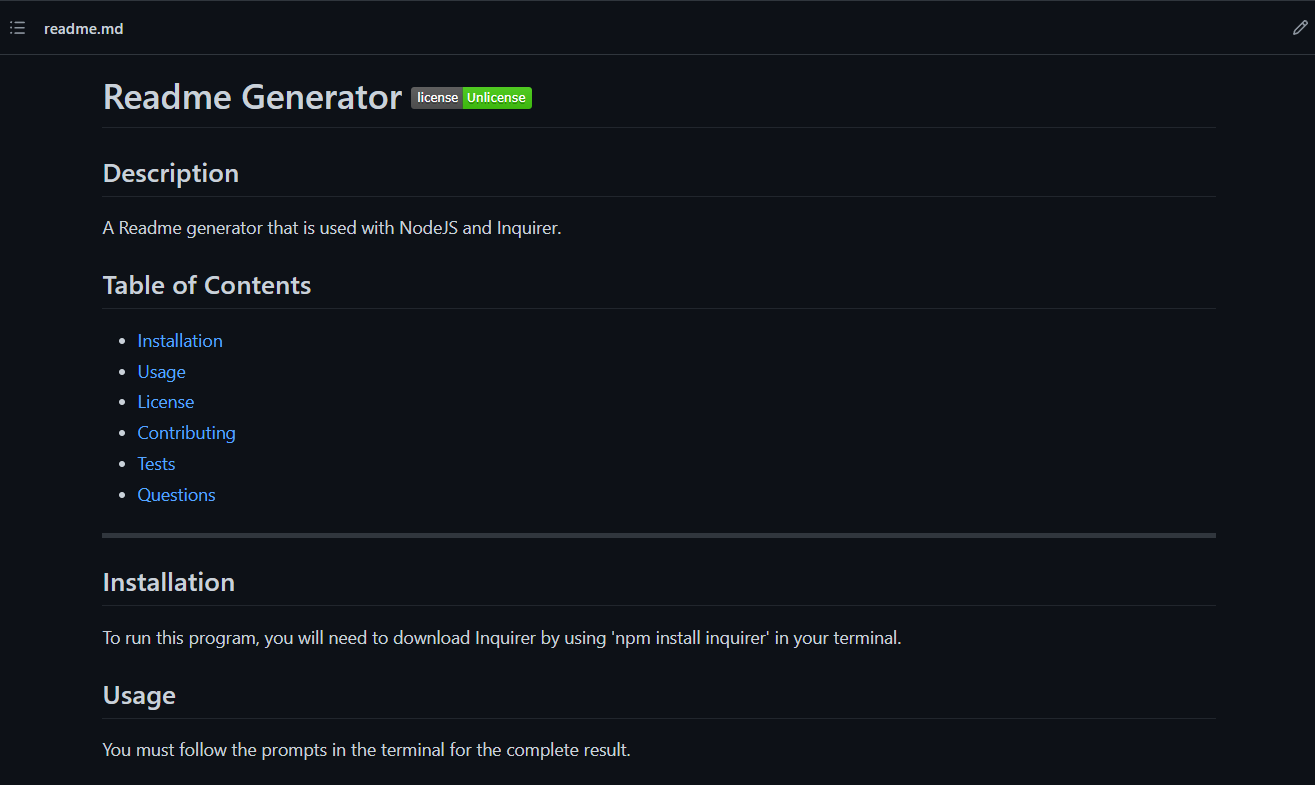 readme.md
Readme Generator license Unlicense
Description
A Readme generator that is used with NodeJS and Inquirer.
Table of Contents
Installation
Usage
License
Contributing
Tests
Questions
Installation
To run this program, you will need to download Inquirer by using 'npm install inquirer' in your terminal.
Usage
You must follow the prompts in the terminal for the complete result.